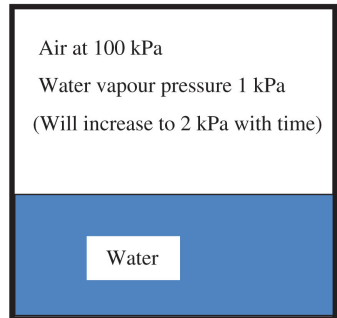 Air at 100 kPa
Water vapour pressure 1 kPa
(Will increase to 2 kPa with time)
Water